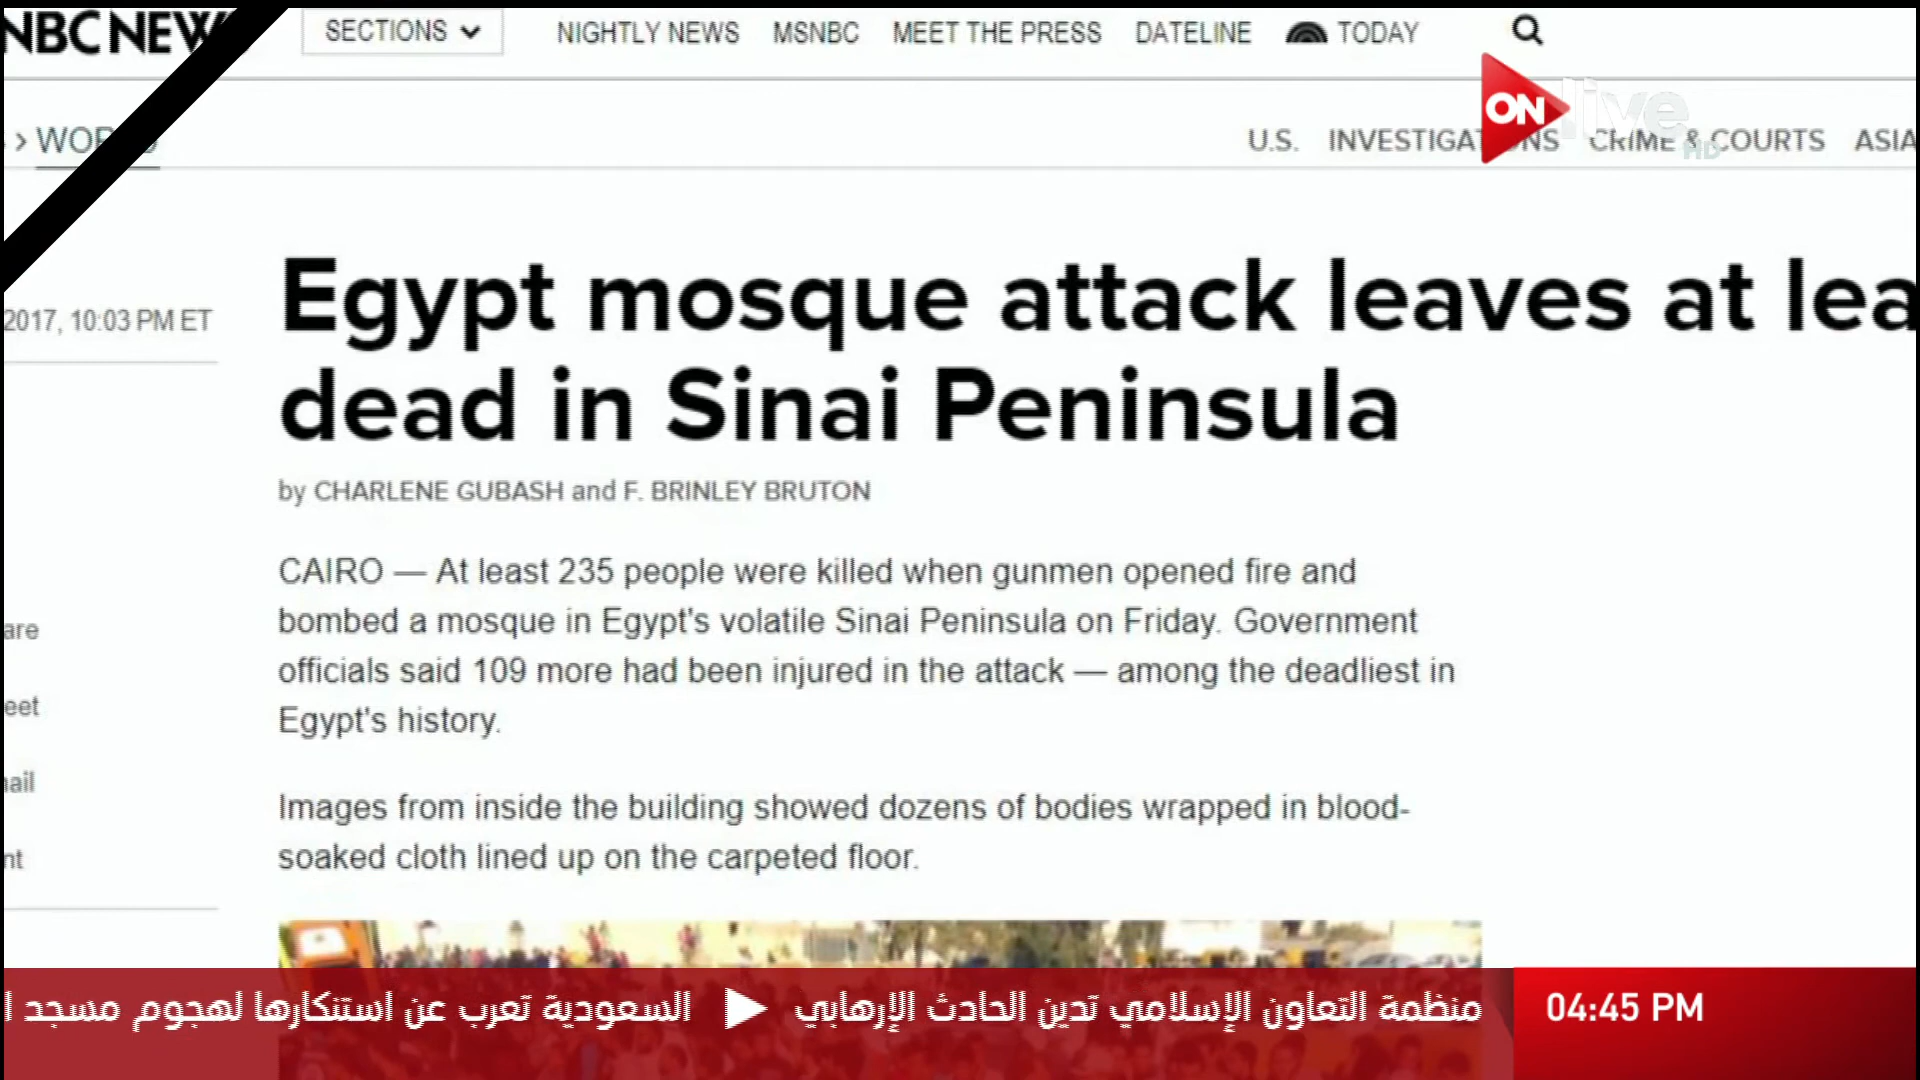 NBC NEWS
SECTIONS
NIGHTLY NEWS MSNBC MEET THE PRESS DATELINE TODAY
ON live
HD
> WORLD
U.S. CRIME & COURTS ASIA
2017, 10:03 PM ET
Egypt mosque attack leaves at
dead in Sinai Peninsula
by CHARLENE GUBASH and F. BRINLEY BRUTON
CAIRO — At least 235 people were killed when gunmen opened fire and
bombed a mosque in Egypt's volatile Sinai Peninsula on Friday. Government
officials said 109 more had been injured in the attack — among the deadliest in
Egypt's history.
Images from inside the building showed dozens of bodies wrapped in blood-
soaked cloth lined up on the carpeted floor.
منظمة التعاون الإسلامي تدين الحادث الإرهابي ◀ السعودية تعرب عن استنكارها لهجوم مسجد
04:45 PM